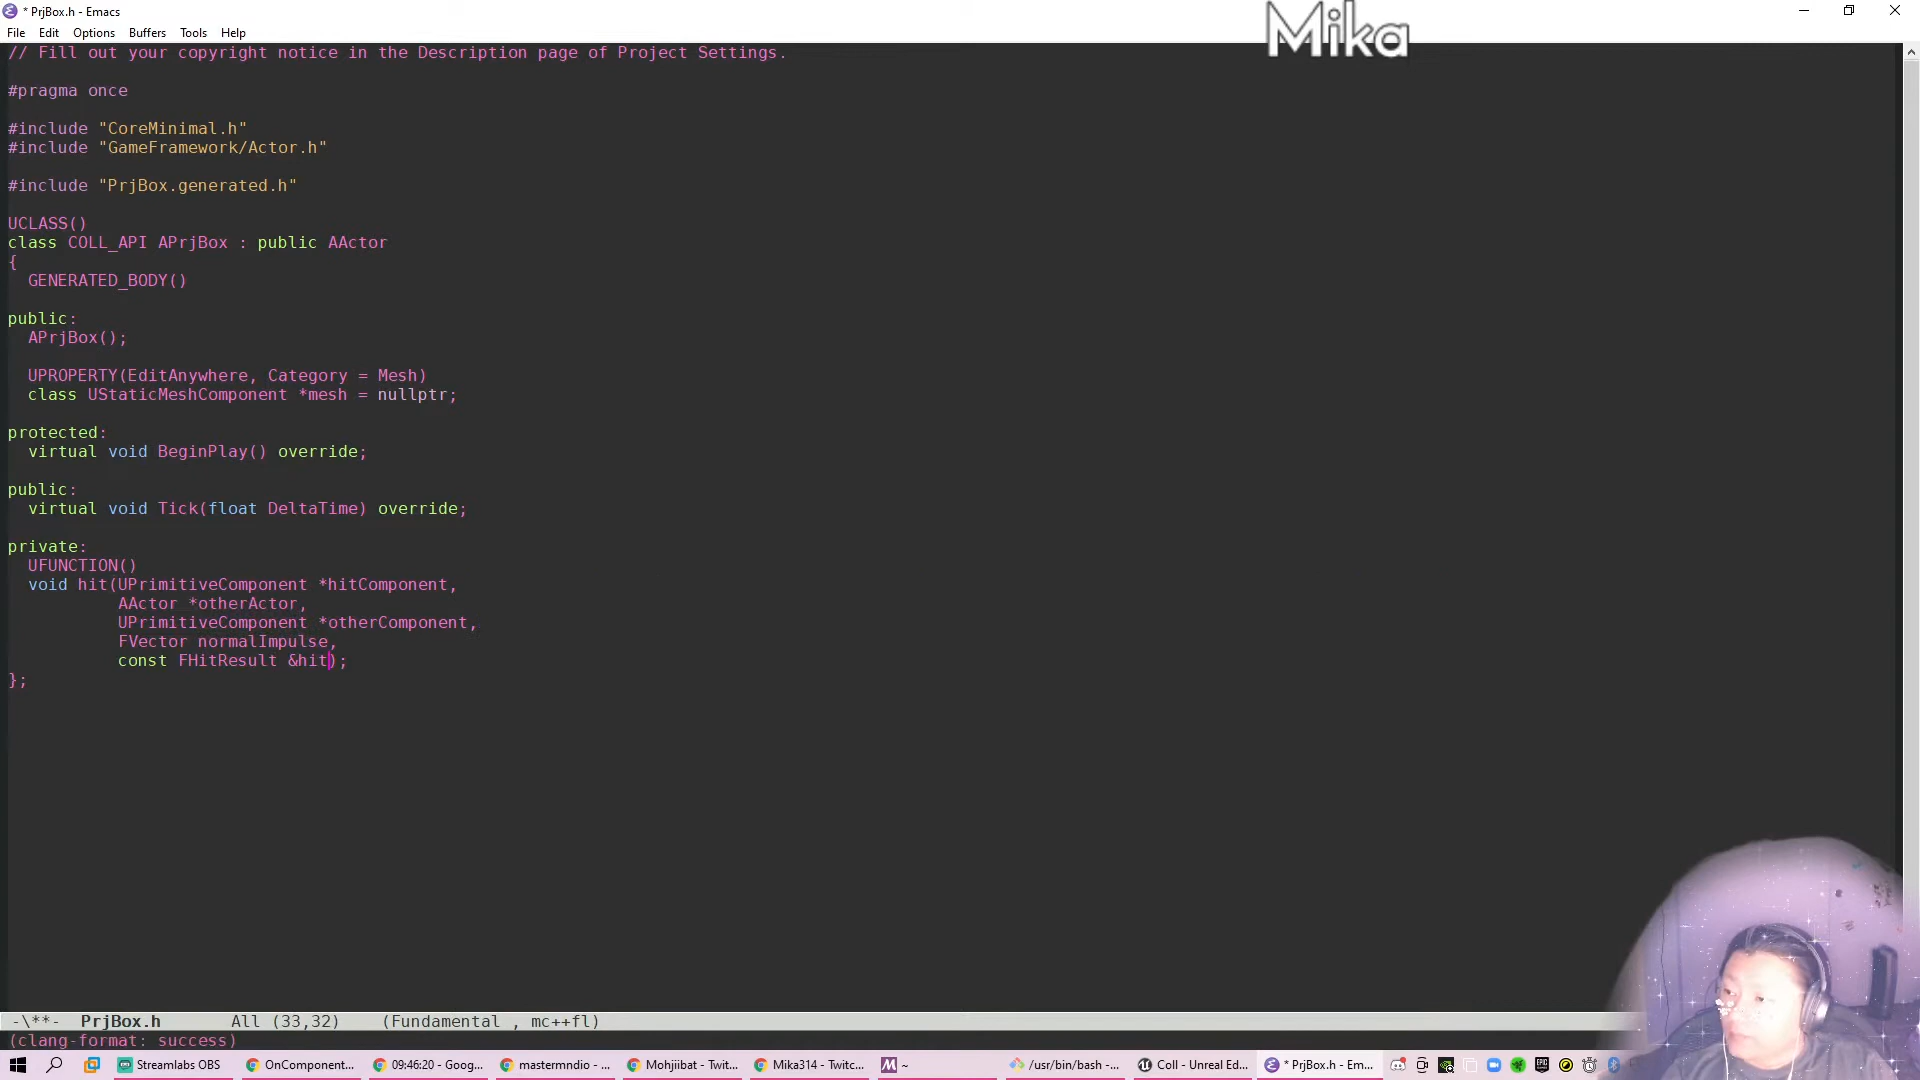 * PrjBox.h - Emacs
Mika
File Edit Options Buffers Tools Help
// Fill out your copyright notice in the Description page of Project Settings.
#pragma once
#include "CoreMinimal.h"
#include "GameFramework/Actor.h"
#include "PrjBox.generated.h"
UCLASS()
class COLL_API APrjBox : public AActor
{
GENERATED_BODY()
public:
APrjBox();
UPROPERTY(EditAnywhere, Category = Mesh)
class UStaticMeshComponent *mesh = nullptr;
protected:
virtual void BeginPlay() override;
public:
virtual void Tick(float DeltaTime) override;
private:
UFUNCTION()
void hit(UPrimitiveComponent *hitComponent,
AActor *otherActor,
UPrimitiveComponent *otherComponent,
FVector normalImpulse,
const FHitResult &hit);
};
-\**- PrjBox.h All (33,32) (Fundamental , mc++fl)
(clang-format: success)
Streamlabs OBS OnComponent... 09:46:20 - Goog... mastermndio - ... Mohjiibat - Twit... Mika314 - Twitc... ~ /usr/bin/bash -... Coll - Unreal Ed... * PrjBox.h - Em...